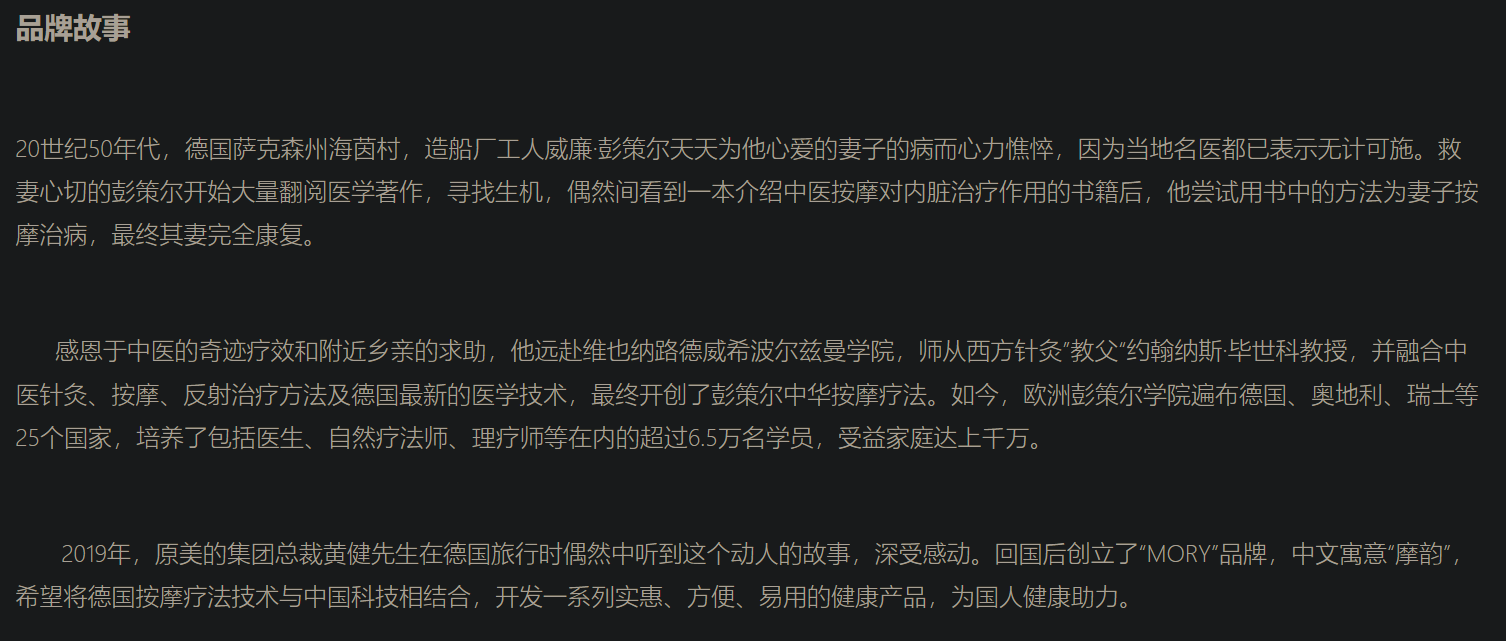 品牌故事
20世纪50年代，德国萨克森州海茵村，造船厂工人威廉·彭策尔天天为他心爱的妻子的病而心力憔悴，因为当地名医都已表示无计可施。救
妻心切的彭策尔开始大量翻阅医学著作，寻找生机，偶然间看到一本介绍中医按摩对内脏治疗作用的书籍后，他尝试用书中的方法为妻子按
摩治病，最终其妻完全康复。
感恩于中医的奇迹疗效和附近乡亲的求助，他远赴维也纳路德威希波尔兹曼学院，师从西方针灸”教父“约翰纳斯·毕世科教授，并融合中
医针灸、按摩、反射治疗方法及德国最新的医学技术，最终开创了彭策尔中华按摩疗法。如今，欧洲彭策尔学院遍布德国、奥地利、瑞士等
25个国家，培养了包括医生、自然疗法师、理疗师等在内的超过6.5万名学员，受益家庭达上千万。
2019年，原美的集团总裁黄健先生在德国旅行时偶然中听到这个动人的故事，深受感动。回国后创立了“MORY”品牌，中文寓意“摩韵”，
希望将德国按摩疗法技术与中国科技相结合，开发一系列实惠、方便、易用的健康产品，为国人健康助力。